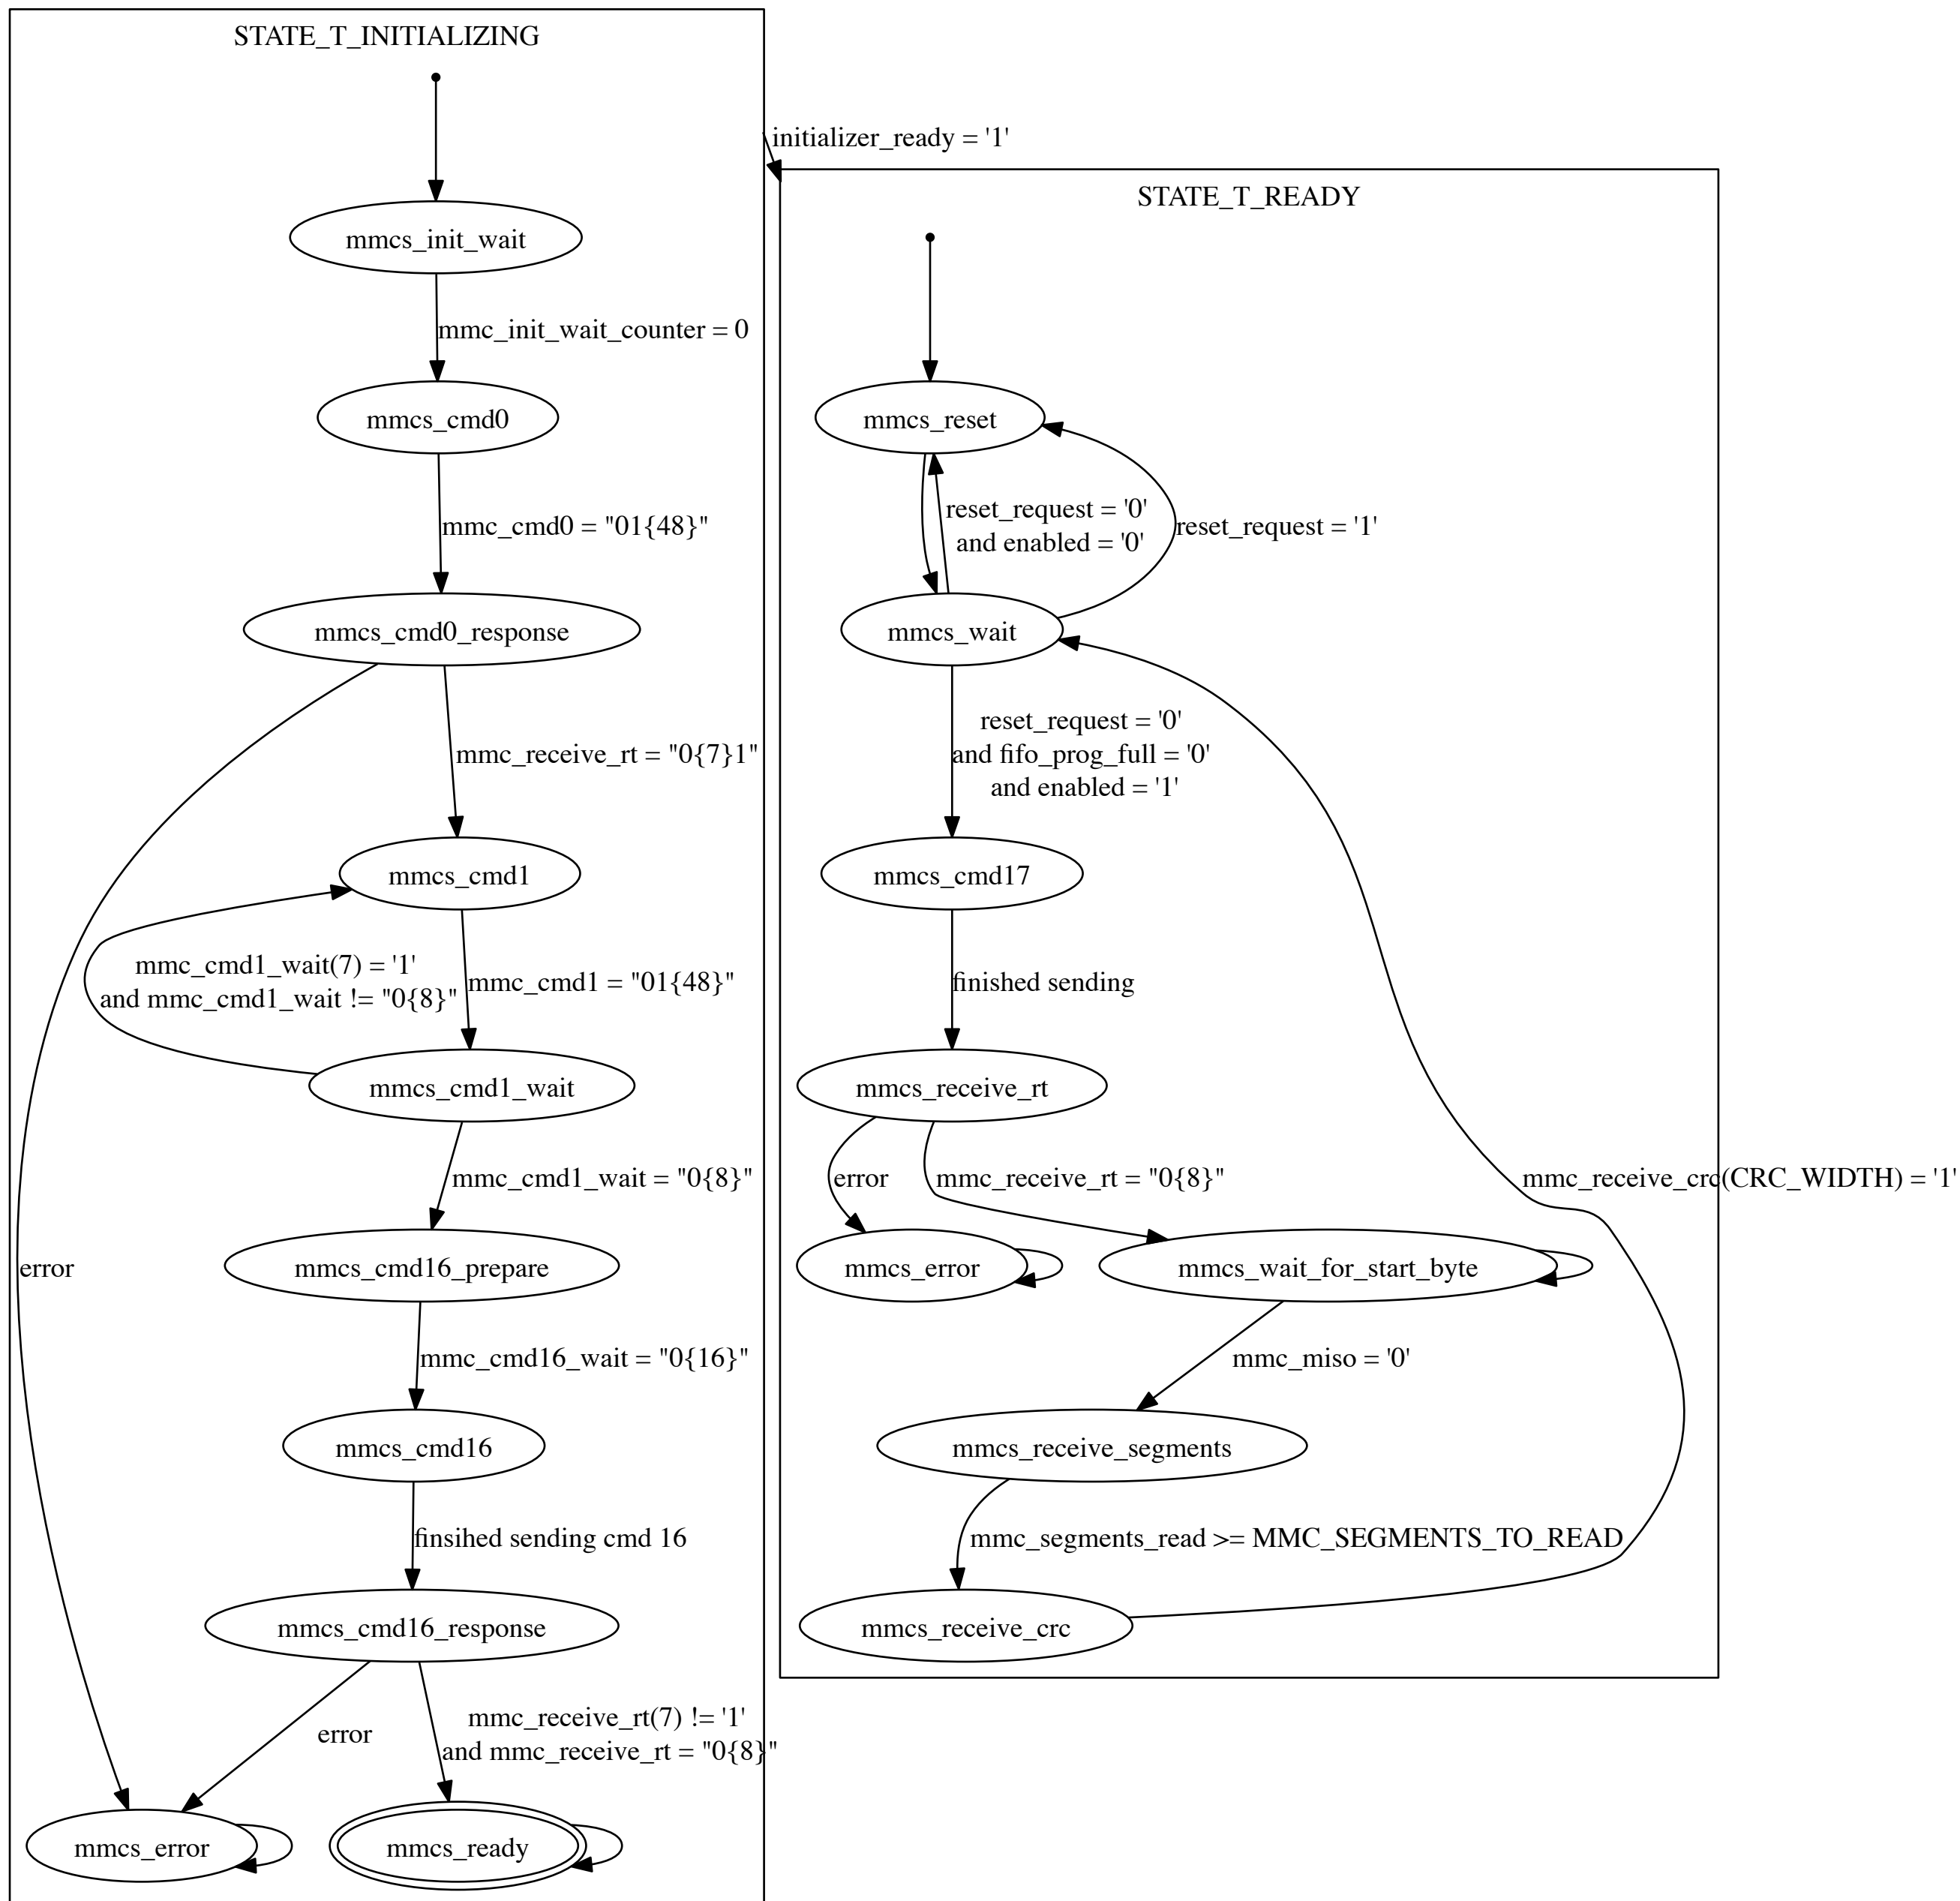 STATE_T_INITIALIZING
mmcs_init_wait
mmc_init_wait_counter = 0
mmcs_cmd0
mmc_cmd0 = "01{48}"
mmcs_cmd0_response
mmc_receive_rt = "0{7}1"
mmcs_cmd1
mmc_cmd1_wait(7) = '1'
and mmc_cmd1_wait != "0{8}"
mmc_cmd1 = "01{48}"
mmcs_cmd1_wait
mmc_cmd1_wait = "0{8}"
error
mmcs_cmd16_prepare
mmc_cmd16_wait = "0{16}"
mmcs_cmd16
finsihed sending cmd 16
mmcs_cmd16_response
error
mmc_receive_rt(7) != '1'
and mmc_receive_rt = "0{8}"
mmcs_error
mmcs_ready
initializer_ready = '1'
STATE_T_READY
mmcs_reset
reset_request = '0'
and enabled = '0'
reset_request = '1'
mmcs_wait
reset_request = '0'
and fifo_prog_full = '0'
and enabled = '1'
mmcs_cmd17
finished sending
mmcs_receive_rt
error
mmc_receive_rt = "0{8}"
mmc_receive_crc(CRC_WIDTH) = '1'
mmcs_error
mmcs_wait_for_start_byte
mmc_miso = '0'
mmcs_receive_segments
mmc_segments_read >= MMC_SEGMENTS_TO_READ
mmcs_receive_crc